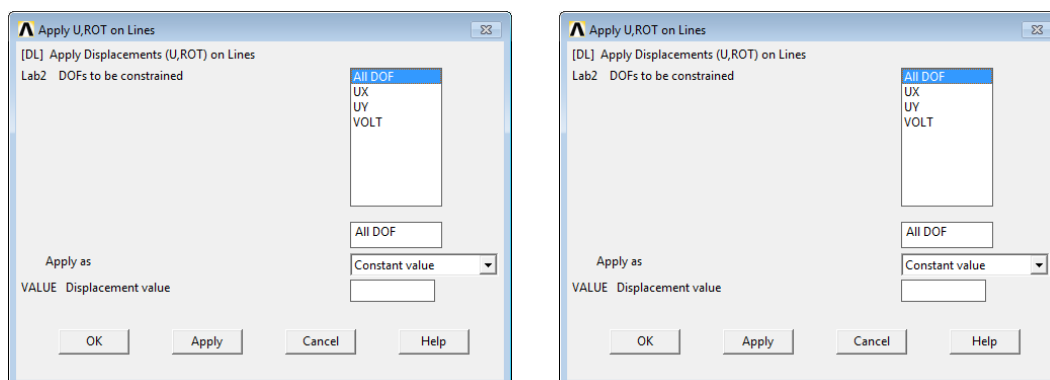 Apply U,ROT on Lines
[DL] Apply Displacements (U,ROT) on Lines
Lab2 DOFs to be constrained
All DOF
UX
UY
VOLT
All DOF
Apply as
Constant value
VALUE Displacement value
OK Apply Cancel Help
Apply U,ROT on Lines
[DL] Apply Displacements (U,ROT) on Lines
Lab2 DOFs to be constrained
All DOF
UX
UY
VOLT
All DOF
Apply as
Constant value
VALUE Displacement value
OK Apply Cancel Help